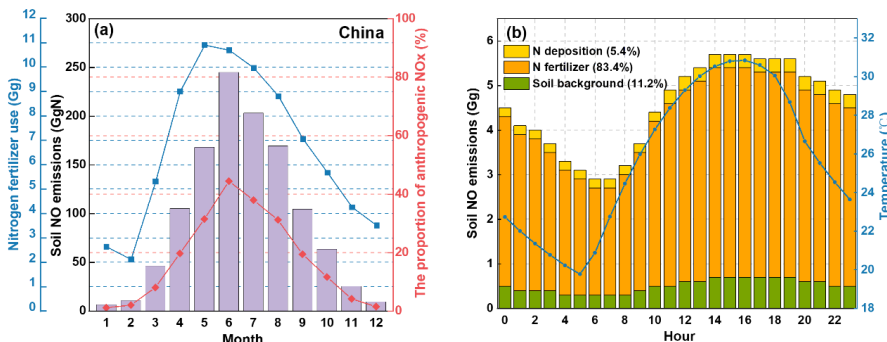 (a)
China
Nitrogen fertilizer use (Gg)
12
11
10
9
8
7
6
5
4
3
2
1
0
Soil NO emissions (GgN)
300
250
200
150
100
50
0
The proportion of anthropogenic NOx (%)
100
80
60
40
20
0
1 2 3 4 5 6 7 8 9 10 11 12
Month
(b)
N deposition (5.4%)
N fertilizer (83.4%)
Soil background (11.2%)
Soil NO emissions (Gg)
6
5
4
3
2
1
0
Temperature (°C)
32
30
28
26
24
22
20
18
0 2 4 6 8 10 12 14 16 18 20 22
Hour